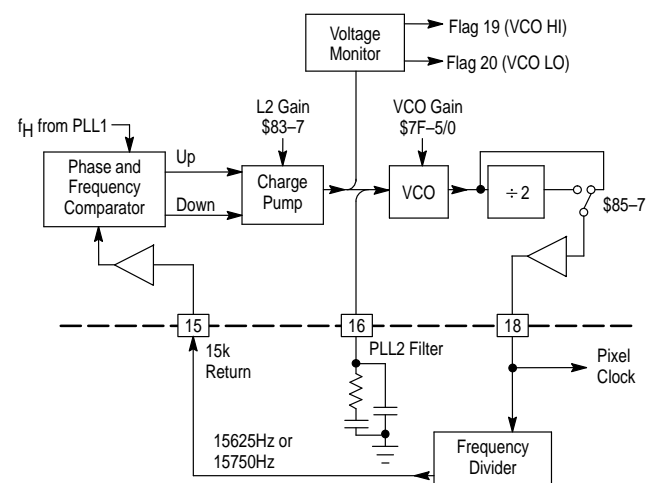 Voltage
Monitor
Flag 19 (VCO HI)
Flag 20 (VCO LO)
L2 Gain
$83–7
VCO Gain
$7F–5/0
fH from PLL1
Phase and
Frequency
Comparator
Up
Down
Charge
Pump
VCO
÷ 2
$85–7
15
16
18
15k
Return
PLL2 Filter
Pixel
Clock
15625Hz or
15750Hz
Frequency
Divider